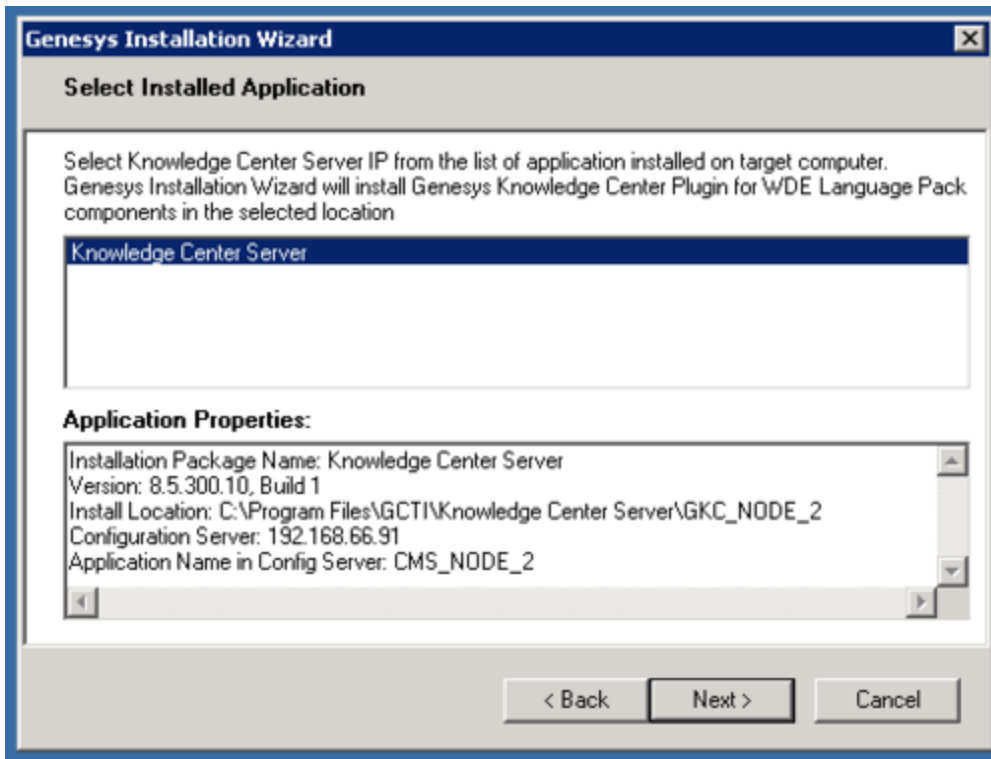 Genesys Installation Wizard
Select Installed Application
Select Knowledge Center Server IP from the list of application installed on target computer.
Genesys Installation Wizard will install Genesys Knowledge Center Plugin for WDE Language Pack
components in the selected location
Knowledge Center Server
Application Properties:
Installation Package Name: Knowledge Center Server
Version: 8.5.300.10, Build 1
Install Location: C:\Program Files\GCTI\Knowledge Center Server\GKC_NODE_2
Configuration Server: 192.168.66.91
Application Name in Config Server: CMS_NODE_2
< Back
Next >
Cancel